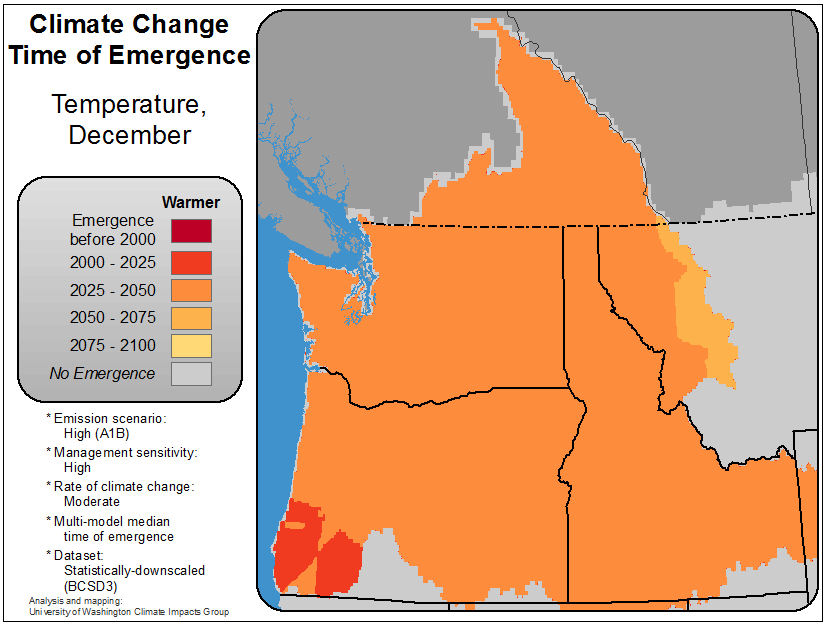 Climate Change
Time of Emergence
Temperature,
December
Warmer
Emergence
before 2000
2000 - 2025
2025 - 2050
2050 - 2075
2075 - 2100
No Emergence
* Emission scenario:
High (A1B)
* Management sensitivity:
High
* Rate of climate change:
Moderate
* Multi-model median
time of emergence
* Dataset:
Statistically-downscaled
(BCSD3)
Analysis and mapping:
University of Washington Climate Impacts Group